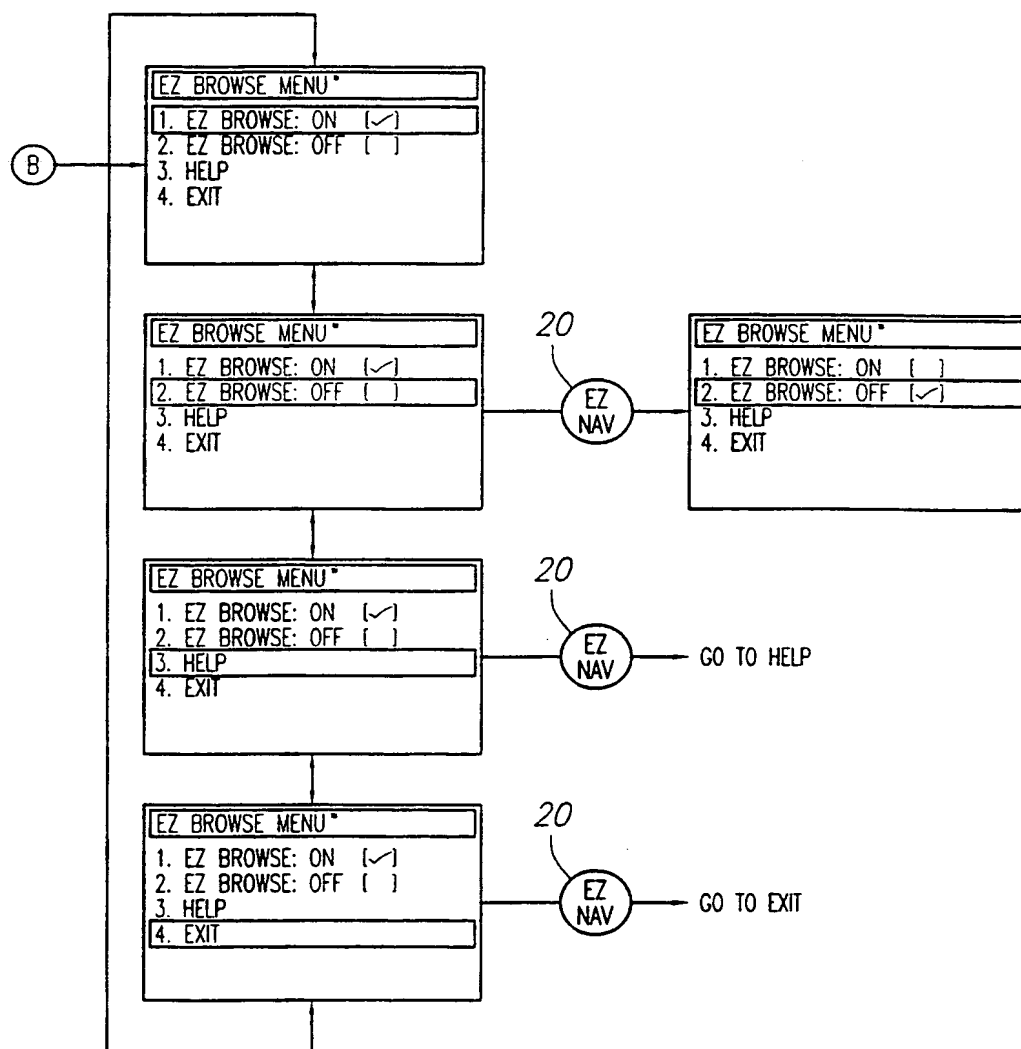 EZ BROWSE MENU"
1. EZ BROWSE: ON [✓]
2. EZ BROWSE: OFF [ ]
3. HELP
4. EXIT
B
EZ BROWSE MENU"
1. EZ BROWSE: ON [✓]
2. EZ BROWSE: OFF [ ]
3. HELP
4. EXIT
20
EZ
NAV
EZ BROWSE MENU"
1. EZ BROWSE: ON [ ]
2. EZ BROWSE: OFF [✓]
3. HELP
4. EXIT
EZ BROWSE MENU"
1. EZ BROWSE: ON [✓]
2. EZ BROWSE: OFF [ ]
3. HELP
4. EXIT
20
EZ
NAV
GO TO HELP
EZ BROWSE MENU"
1. EZ BROWSE: ON [✓]
2. EZ BROWSE: OFF [ ]
3. HELP
4. EXIT
20
EZ
NAV
GO TO EXIT